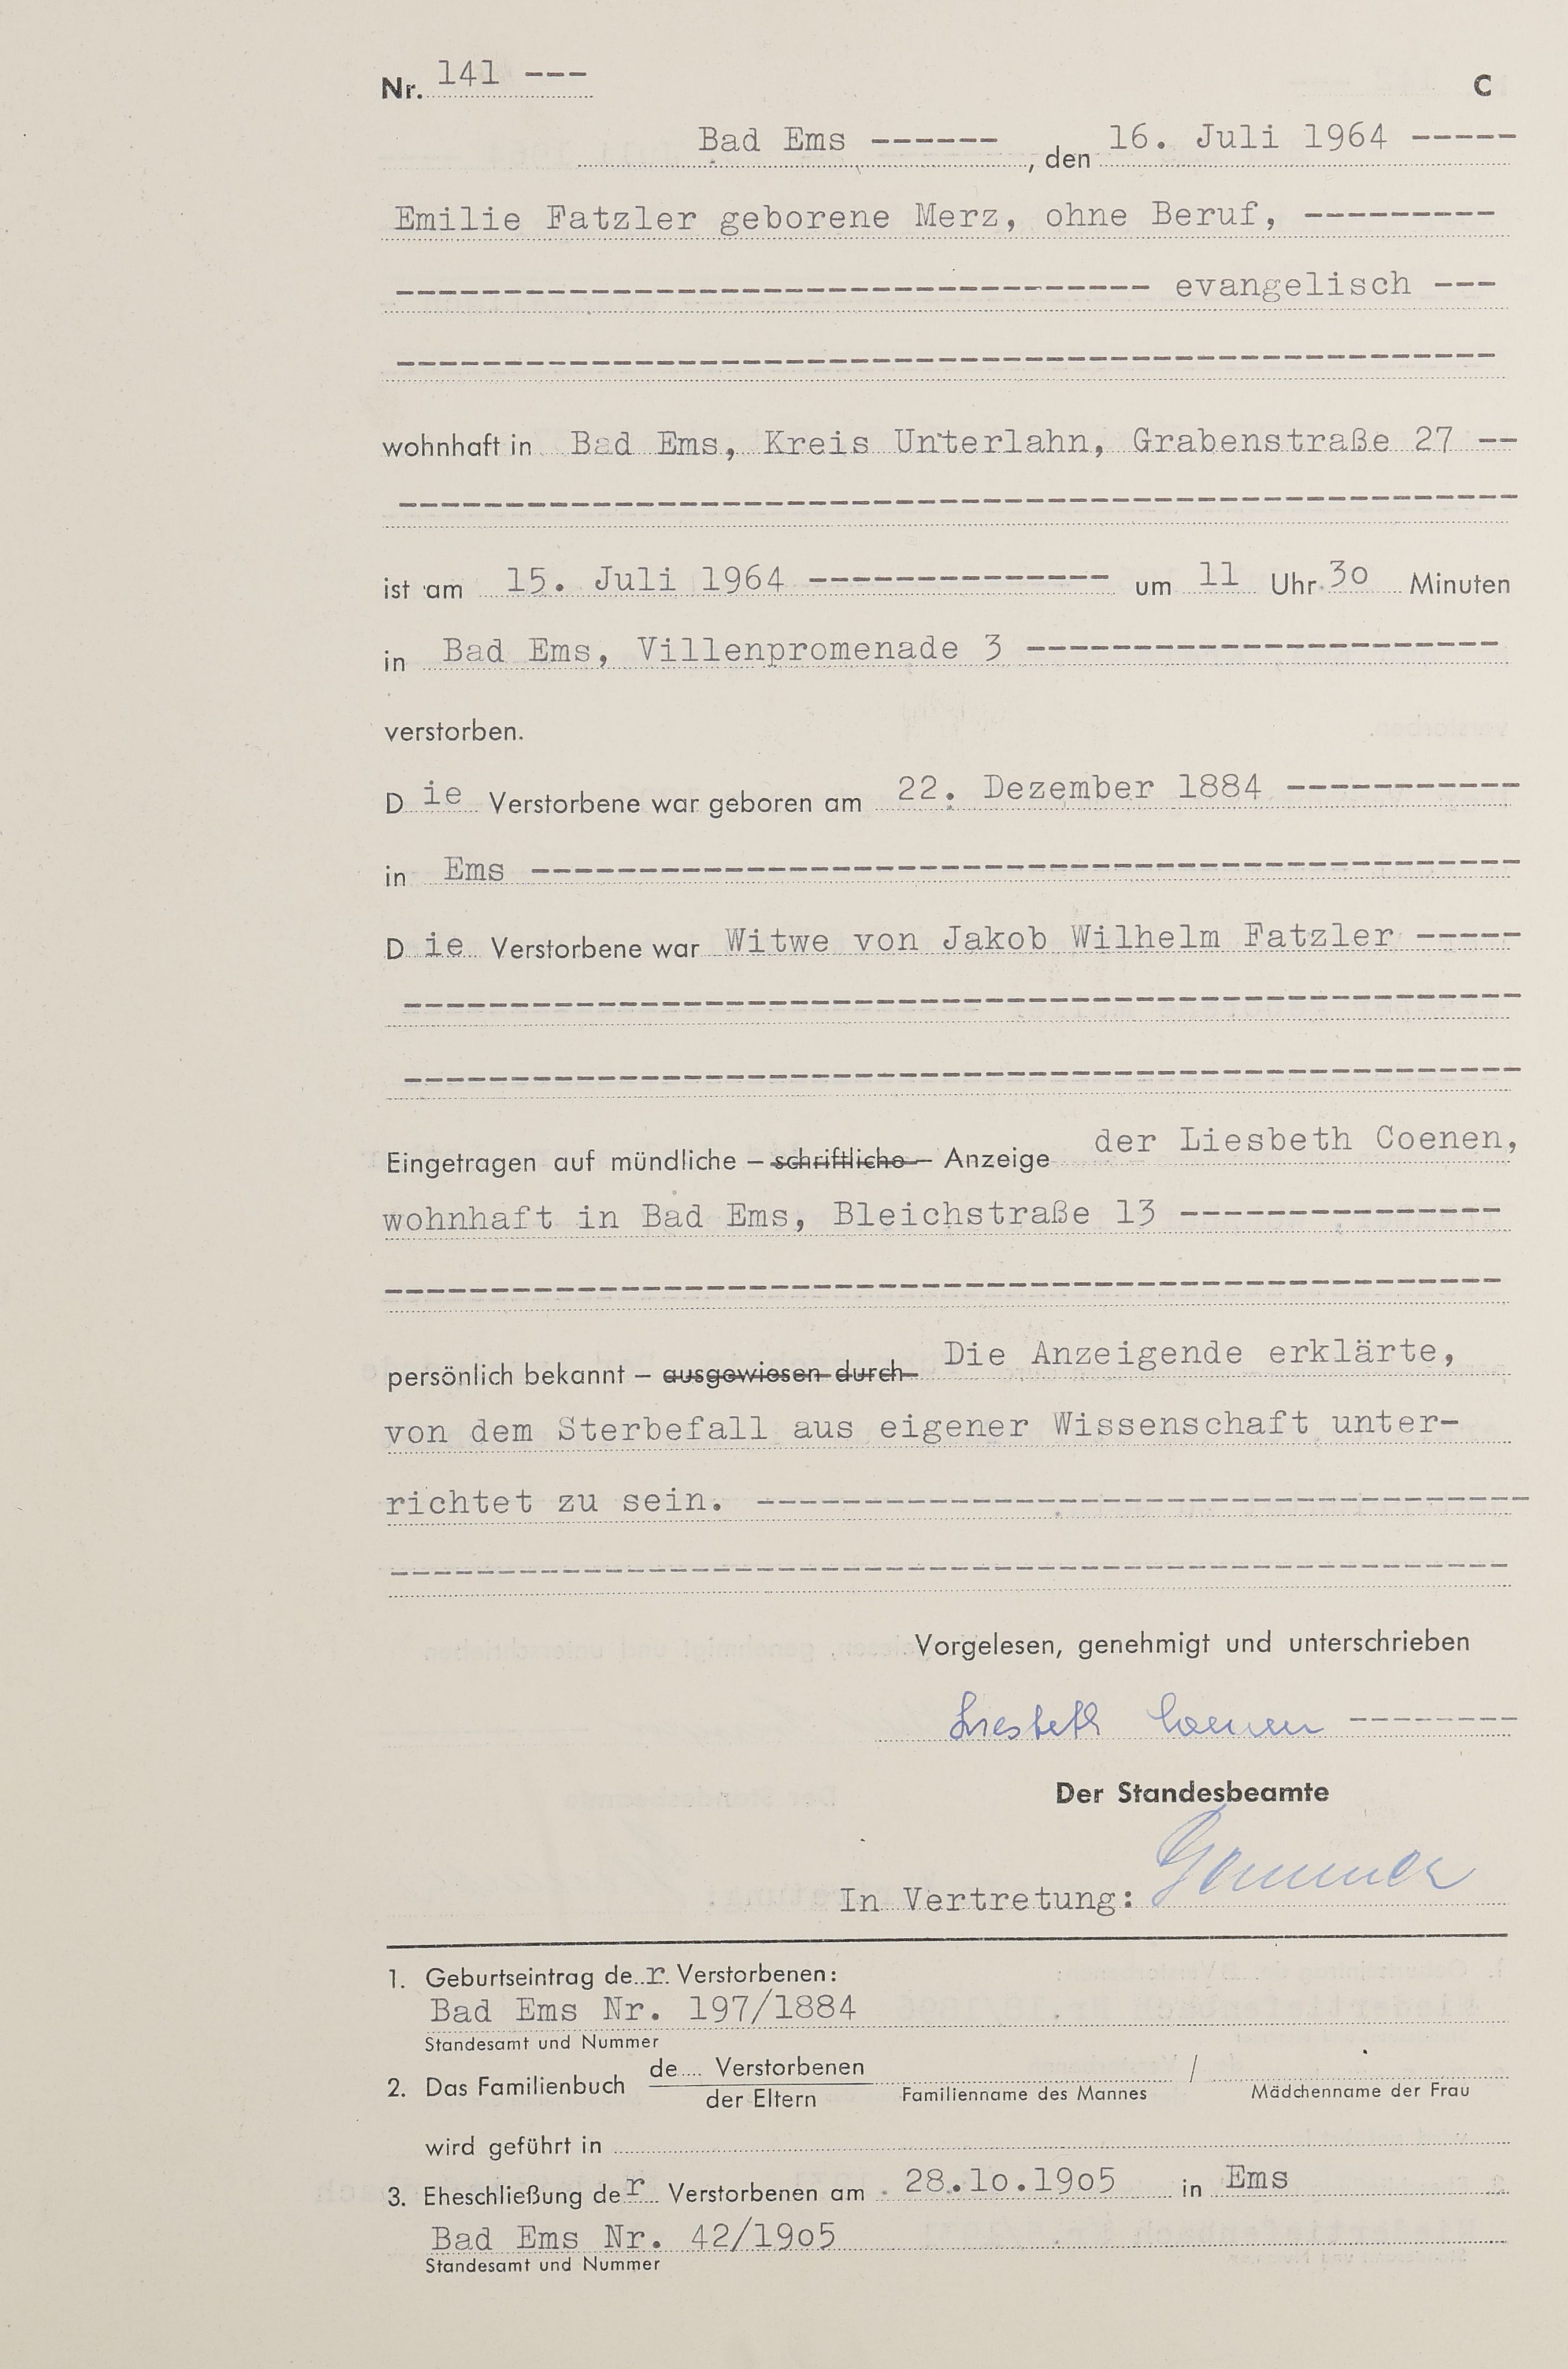 Nr. 141 --- C
Bad Ems ------, den 16. Juli 1964 -----
Emilie Fatzler geborene Merz, ohne Beruf, ---------
----------------------------------- evangelisch ---
---------------------------------------------------
wohnhaft in Bad Ems, Kreis Unterlahn, Grabenstraße 27 --
----------------------------------------------------
ist am 15. Juli 1964 -------------- um 11 Uhr 30 Minuten
in Bad Ems, Villenpromenade 3 ----------------------
verstorben.
Die Verstorbene war geboren am 22. Dezember 1884 -----------
in Ems ----------------------------------------------
Die Verstorbene war Witwe von Jakob Wilhelm Fatzler -----
----------------------------------------------------
----------------------------------------------------
Eingetragen auf mündliche – schriftliche – Anzeige der Liesbeth Coenen,
wohnhaft in Bad Ems, Bleichstraße 13 ---------------
----------------------------------------------------
persönlich bekannt – ausgewiesen durch Die Anzeigende erklärte,
von dem Sterbefall aus eigener Wissenschaft unter-
richtet zu sein. ------------------------------------
----------------------------------------------------
Vorgelesen, genehmigt und unterschrieben
Liesbeth Coenen --------
Der Standesbeamte
In Vertretung:
1. Geburtseintrag der Verstorbenen:
Bad Ems Nr. 197/1884
Standesamt und Nummer
de.... Verstorbenen
2. Das Familienbuch /
der Eltern Familienname des Mannes Mädchenname der Frau
wird geführt in
3. Eheschließung der Verstorbenen am 28.1o.19o5 in Ems
Bad Ems Nr. 42/19o5
Standesamt und Nummer